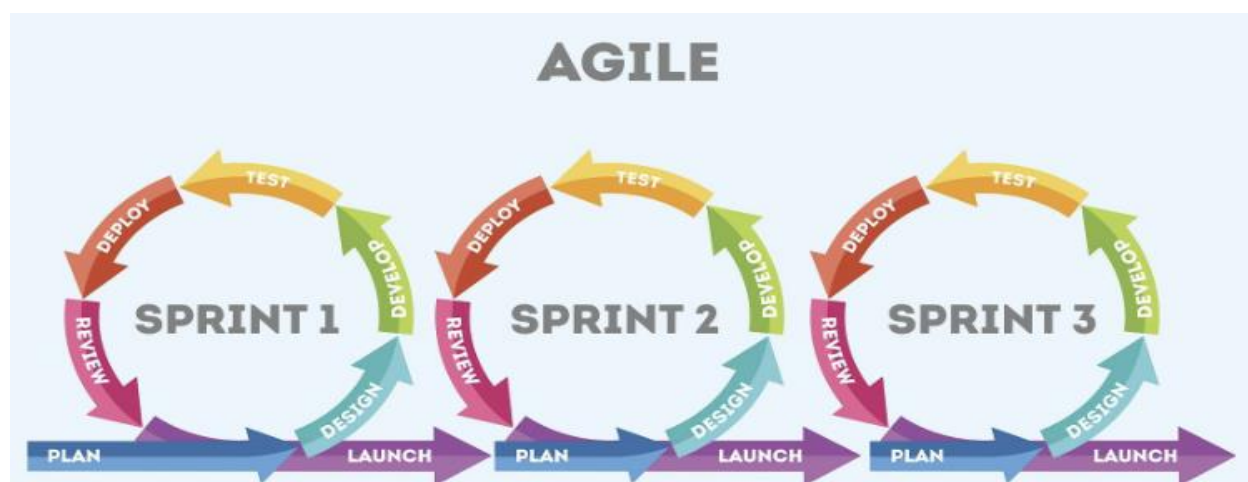 AGILE
SPRINT 1
PLAN
DESIGN
DEVELOP
TEST
DEPLOY
REVIEW
LAUNCH
SPRINT 2
PLAN
DESIGN
DEVELOP
TEST
DEPLOY
REVIEW
LAUNCH
SPRINT 3
PLAN
DESIGN
DEVELOP
TEST
DEPLOY
REVIEW
LAUNCH